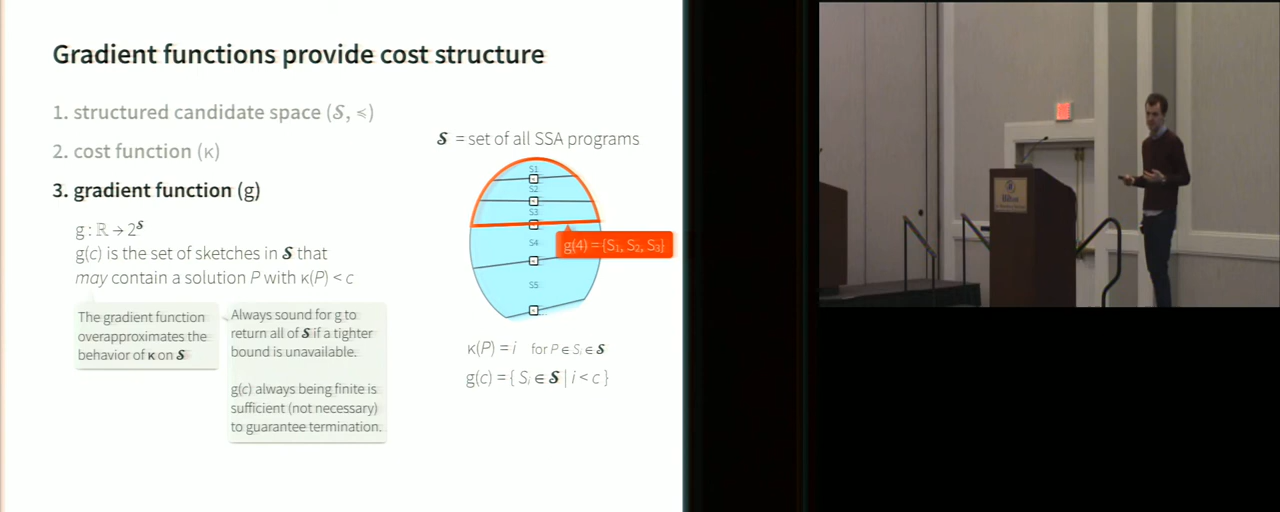 Gradient functions provide cost structure
1. structured candidate space (S, ≼)
2. cost function (κ)
3. gradient function (g)
g : ℝ → 2^S
g(c) is the set of sketches in S that
may contain a solution P with κ(P) < c
The gradient function
overapproximates the
behavior of κ on S
Always sound for g to
return all of S if a tighter
bound is unavailable.
g(c) always being finite is
sufficient (not necessary)
to guarantee termination.
S = set of all SSA programs
S1
S2
S3
S4
S5
g(4) = {S₁, S₂, S₃}
κ(P) = i for P ∈ Sᵢ ∈ S
g(c) = { Sᵢ ∈ S | i < c }
Hilton